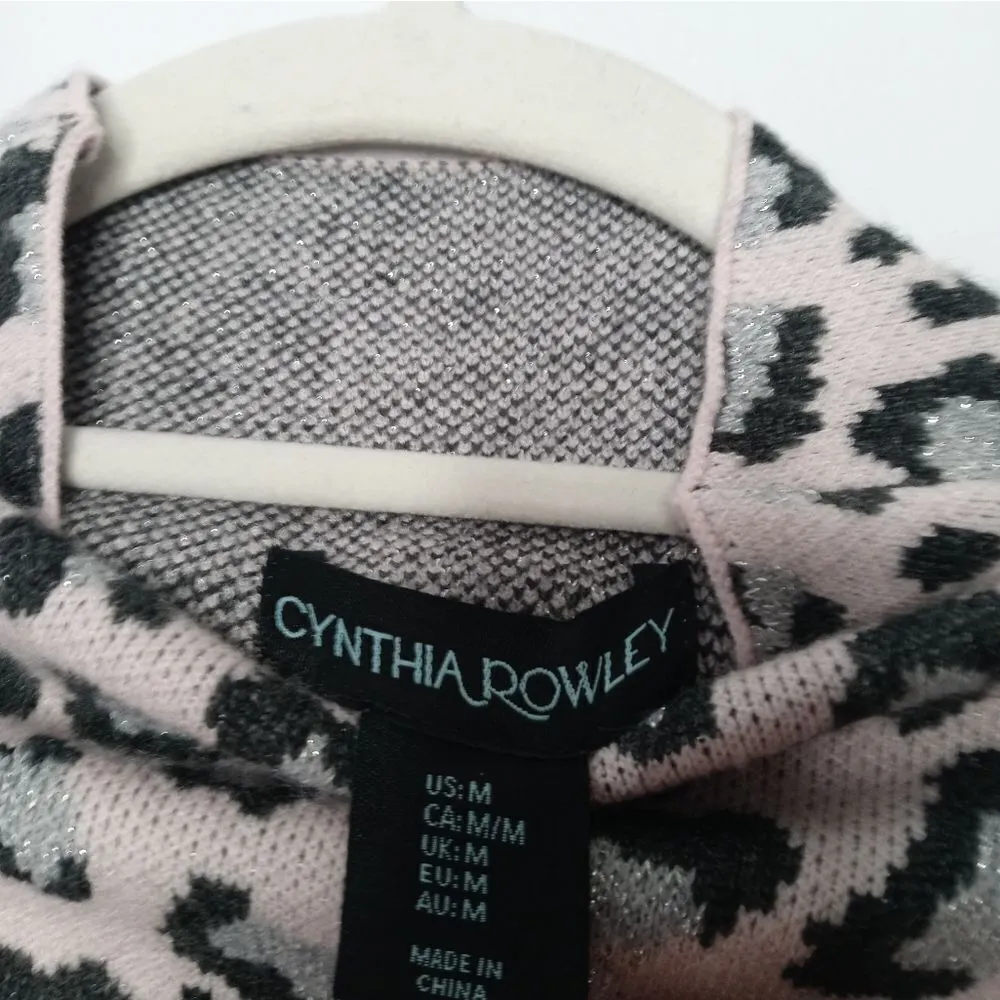 CYNTHIA ROWLEY
US: M
CA: M/M
UK: M
EU: M
AU: M
MADE IN
CHINA